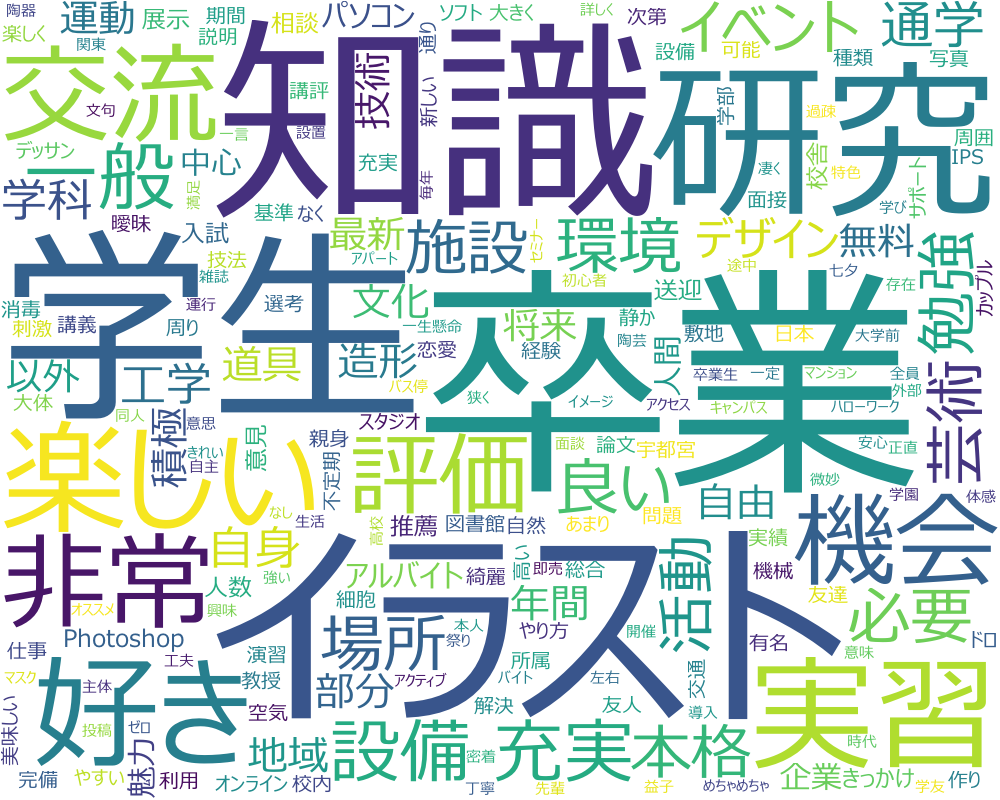 知識
研究
学生
卒業
イラスト
楽しい
好き
実習
非常
交流
一般
機会
評価
良い
充実
本格
設備
環境
施設
場所
活動
必要
芸術
勉強
通学
イベント
デザイン
無料
自由
自身
年間
部分
地域
学科
工学
造形
文化
道具
最新
将来
以外
積極
技術
運動
パソコン
中心
人間
送迎
アルバイト
推薦
図書館
自然
企業
きっかけ
魅力
Photoshop
陶器
楽しく
関東
展示
期間
説明
相談
ソフト
大きく
詳しく
次第
通り
新しい
講評
設置
毎年
充実
文句
一言
デッサン
満足
曖昧
基準
なく
入試
技法
アパート
雑誌
運行
選考
消毒
刺激
講義
周り
大体
同人
意思
きれい
自主
意見
親身
不定期
スタジオ
恋愛
一生懸命
バス停
静か
経験
陶芸
初心者
セミナー
狭く
イメージ
敷地
卒業生
アクセス
面談
論文
宇都宮
問題
あまり
設備
可能
種類
写真
学部
過疎
周囲
IPS
校舎
面接
特色
凄く
学び
サポート
途中
七夕
存在
カップル
日本
大学前
一定
マンション
全員
外部
キャンパス
ハローワーク
安心
正直
微妙
学園
体感
実績
機械
友達
有名
ドロ
意味
時代
学友
作り
めちゃめちゃ
益子
先輩
丁寧
密着
導入
交通
左右
開催
友人
解決
所属
バイト
やり方
祭り
本人
アクティブ
細胞
綺麗
高い
即売
総合
高校
生活
なし
強い
興味
人数
オススメ
仕事
工夫
マスク
主体
演習
教授
空気
投稿
ゼロ
美味しい
完備
やすい
利用
オンライン
校内